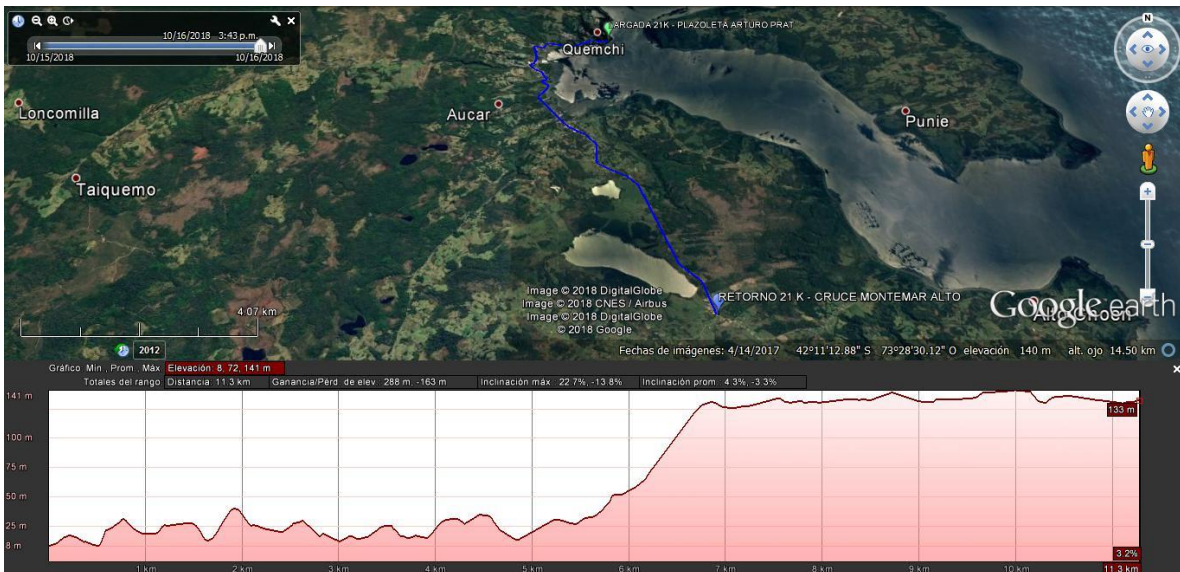 10/16/2018 3:43 p.m.
10/15/2018
10/16/2018
N
ARGADA 21K - PLAZOLETA ARTURO PRAT
Quemchi
Loncomilla
Aucar
Punie
Taiquemo
RETORNO 21 K - CRUCE MONTEMAR ALTO
Image © 2018 DigitalGlobe
Image © 2018 CNES / Airbus
Image © 2018 DigitalGlobe
© 2018 Google
Google earth
4.07 km
2012
Fechas de imágenes: 4/14/2017 42°11'12.88" S 73°28'30.12" O elevación 140 m alt. ojo 14.50 km
Gráfico Mín., Prom., Máx Elevación: 8, 72, 141 m
Totales del rango Distancia: 11.3 km Ganancia/Pérd. de elev.: 288 m, -163 m Inclinación máx: 22.7%, -13.8% Inclinación prom: 4.3%, -3.3%
141 m
133 m
100 m
75 m
50 m
25 m
8 m
3.2%
1 km 2 km 3 km 4 km 5 km 6 km 7 km 8 km 9 km 10 km 11.3 km